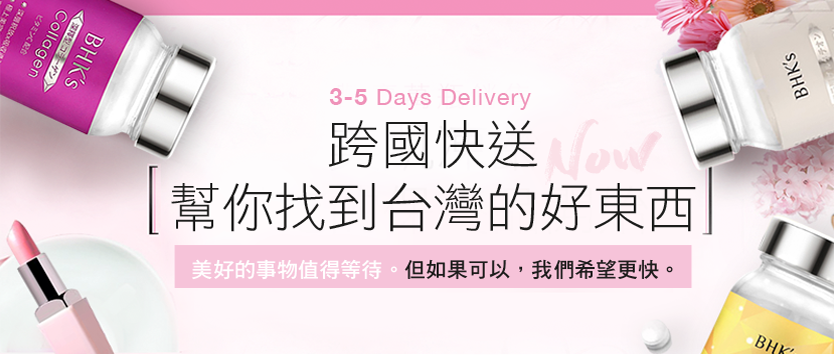 3-5 Days Delivery
跨國快送
Now
幫你找到台灣的好東西
美好的事物值得等待。但如果可以，我們希望更快。
BHK's
Collagen
BHK's
BHK's